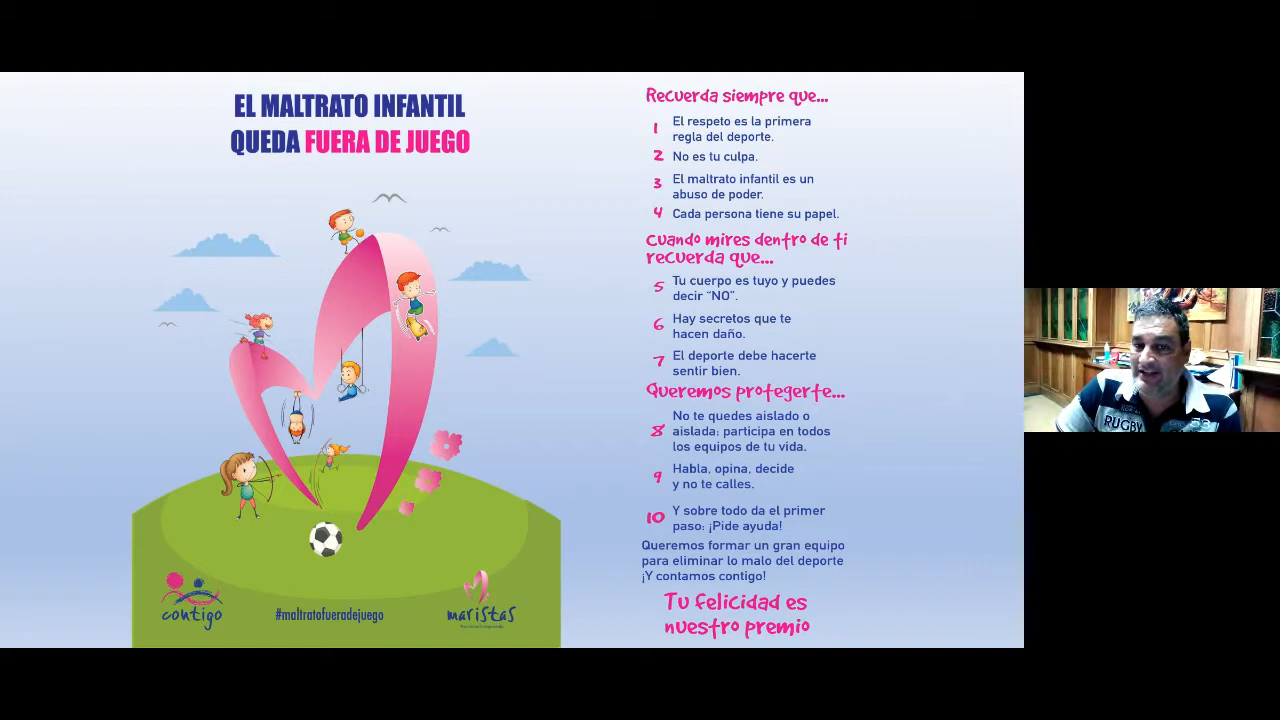 EL MALTRATO INFANTIL
QUEDA FUERA DE JUEGO
contigo
#maltratofueradejuego
maristas
Recuerda siempre que...
1 El respeto es la primera
regla del deporte.
2 No es tu culpa.
3 El maltrato infantil es un
abuso de poder.
4 Cada persona tiene su papel.
Cuando mires dentro de ti
recuerda que...
5 Tu cuerpo es tuyo y puedes
decir “NO”.
6 Hay secretos que te
hacen daño.
7 El deporte debe hacerte
sentir bien.
Queremos protegerte...
8 No te quedes aislado o
aislada: participa en todos
los equipos de tu vida.
9 Habla, opina, decide
y no te calles.
10 Y sobre todo da el primer
paso: ¡Pide ayuda!
Queremos formar un gran equipo
para eliminar lo malo del deporte
¡Y contamos contigo!
Tu felicidad es
nuestro premio
RUGBY